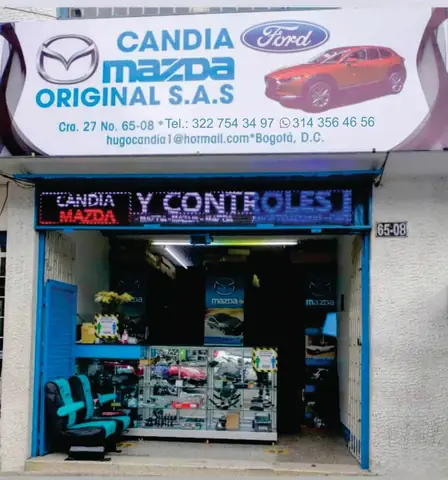 CANDIA
mazda
ORIGINAL S.A.S
Ford
Cra. 27 No. 65-08 * Tel.: 322 754 34 97 314 356 46 56
hugocandia1@hormail.com*Bogotá, D.C.
CANDIA
MAZDA
Y CONTROLES
65-08
mazda
mazda